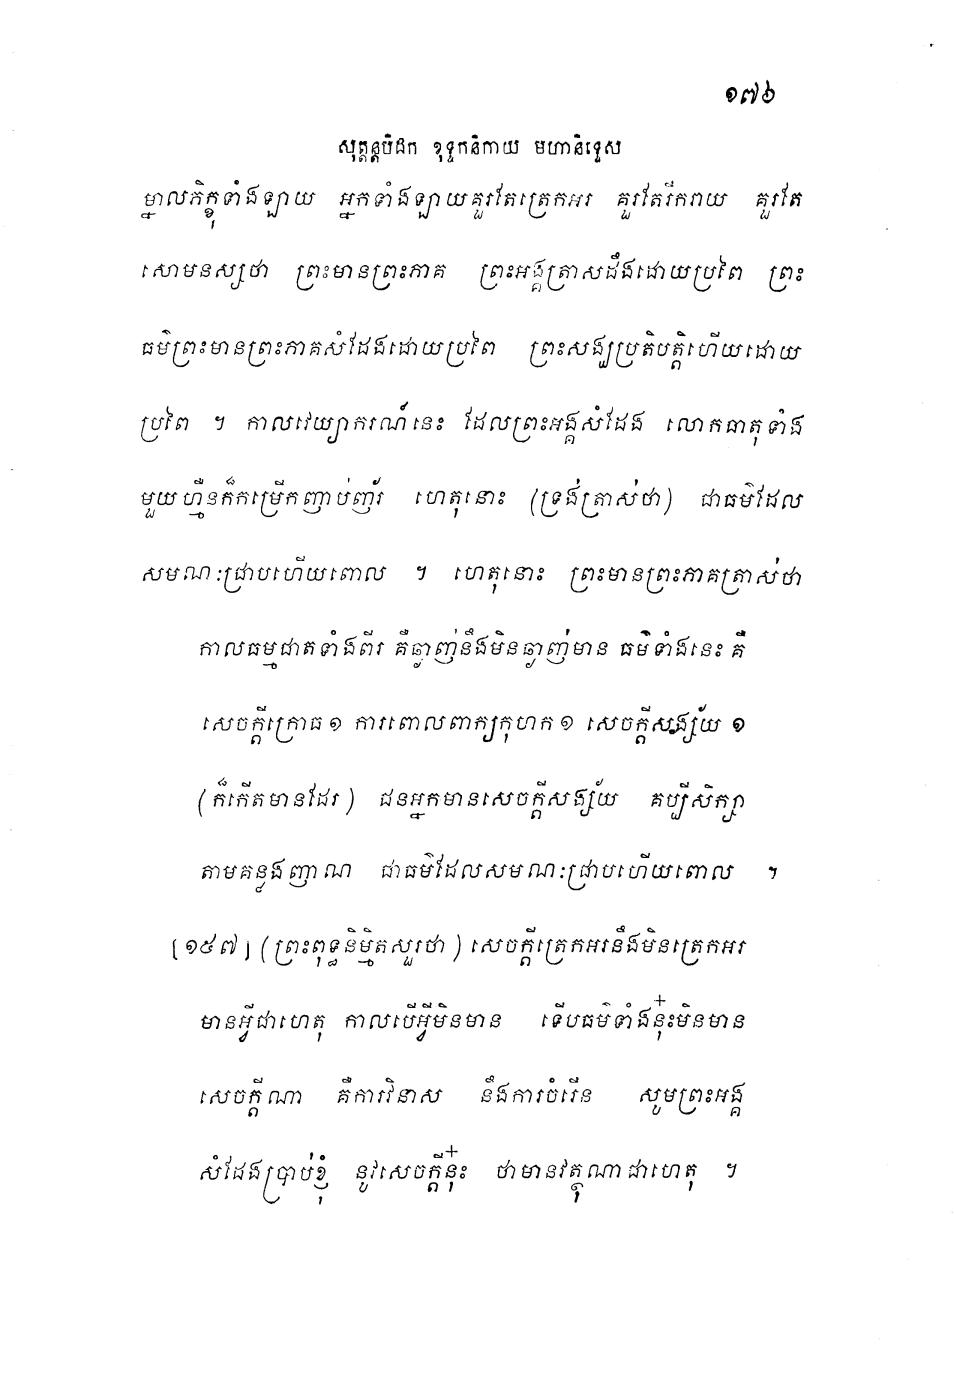 ១៧៦
សុត្តន្តបិដក ខុទ្ទកនិកាយ មហានិទ្ទេស
ម្នាលភិក្ខុទាំងឡាយ អ្នកទាំងឡាយគួរតែត្រេកអរ គួរតែរីករាយ គួរតែ
សោមនស្សថា ព្រះមានព្រះភាគ ព្រះអង្គត្រាសដឹងដោយប្រពៃ ព្រះ
ធម៌ព្រះមានព្រះភាគសំដែងដោយប្រពៃ ព្រះសង្ឃប្រតិបត្តិហើយដោយ
ប្រពៃ ។ កាលវេយ្យាករណ៍នេះ ដែលព្រះអង្គសំដែង លោកធាតុទាំង
មួយហ្មឺនក៏កម្រើកញាប់ញ័រ ហេតុនោះ (ទ្រង់ត្រាស់ថា) ជាធម៌ដែល
សមណៈជ្រាបហើយពោល ។ ហេតុនោះ ព្រះមានព្រះភាគត្រាស់ថា
កាលធម្មជាតទាំងពីរ គឺឆ្ងាញ់នឹងមិនឆ្ងាញ់មាន ធម៌ទាំងនេះ គឺ
សេចក្តីក្រោធ១ ការពោលពាក្យកុហក១ សេចក្តីសង្ស័យ ១
(ក៏កើតមានដែរ) ជនអ្នកមានសេចក្តីសង្ស័យ គប្បីសិក្សា
តាមគន្លងញាណ ជាធម៌ដែលសមណៈជ្រាបហើយពោល ។
[១៥៧] (ព្រះពុទ្ធនិម្មិតសួរថា) សេចក្តីត្រេកអរនឹងមិនត្រេកអរ
មានអ្វីជាហេតុ កាលបើអ្វីមិនមាន ទើបធម៌ទាំងនុ៎ះមិនមាន
សេចក្តីណា គឺការវិនាស នឹងការចំរើន សូមព្រះអង្គ
សំដែងប្រាប់ខ្ញុំ នូវសេចក្តីនុ៎ះ ថាមានវត្ថុណាជាហេតុ ។